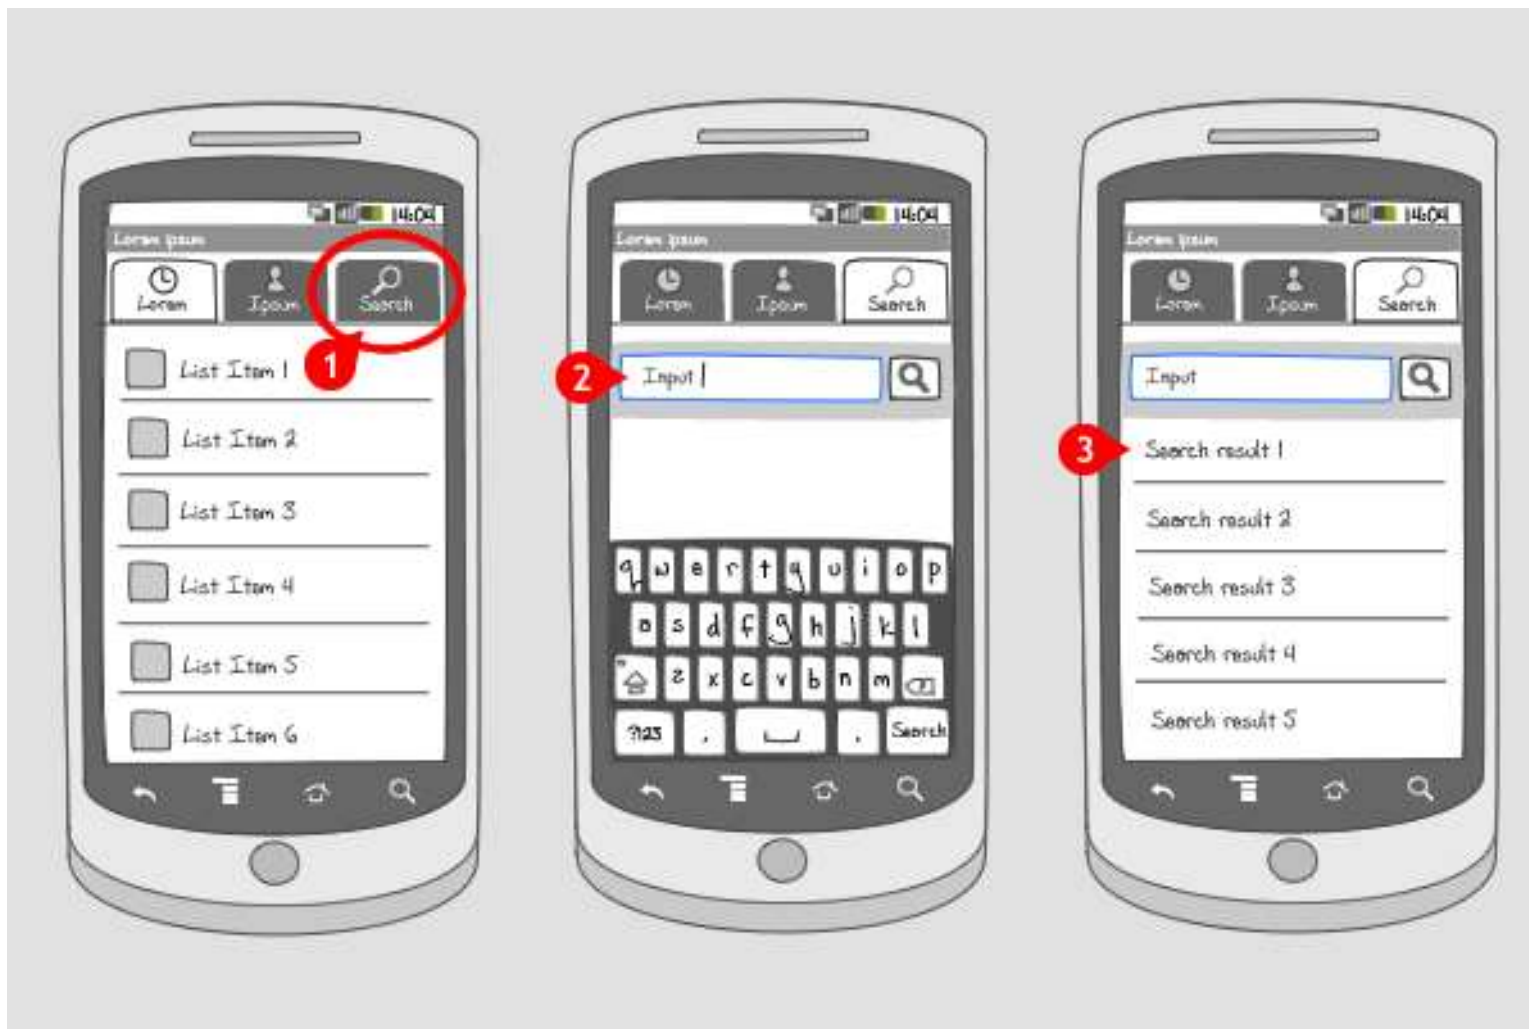 14:04
Lorem Ipsum
Lorem Ipsum Search
1
List Item 1
List Item 2
List Item 3
List Item 4
List Item 5
List Item 6
14:04
Lorem Ipsum
Lorem Ipsum Search
2
Input
q w e r t y u i o p
a s d f g h j k l
z x c v b n m
?123 , . Search
14:04
Lorem Ipsum
Lorem Ipsum Search
Input
3
Search result 1
Search result 2
Search result 3
Search result 4
Search result 5